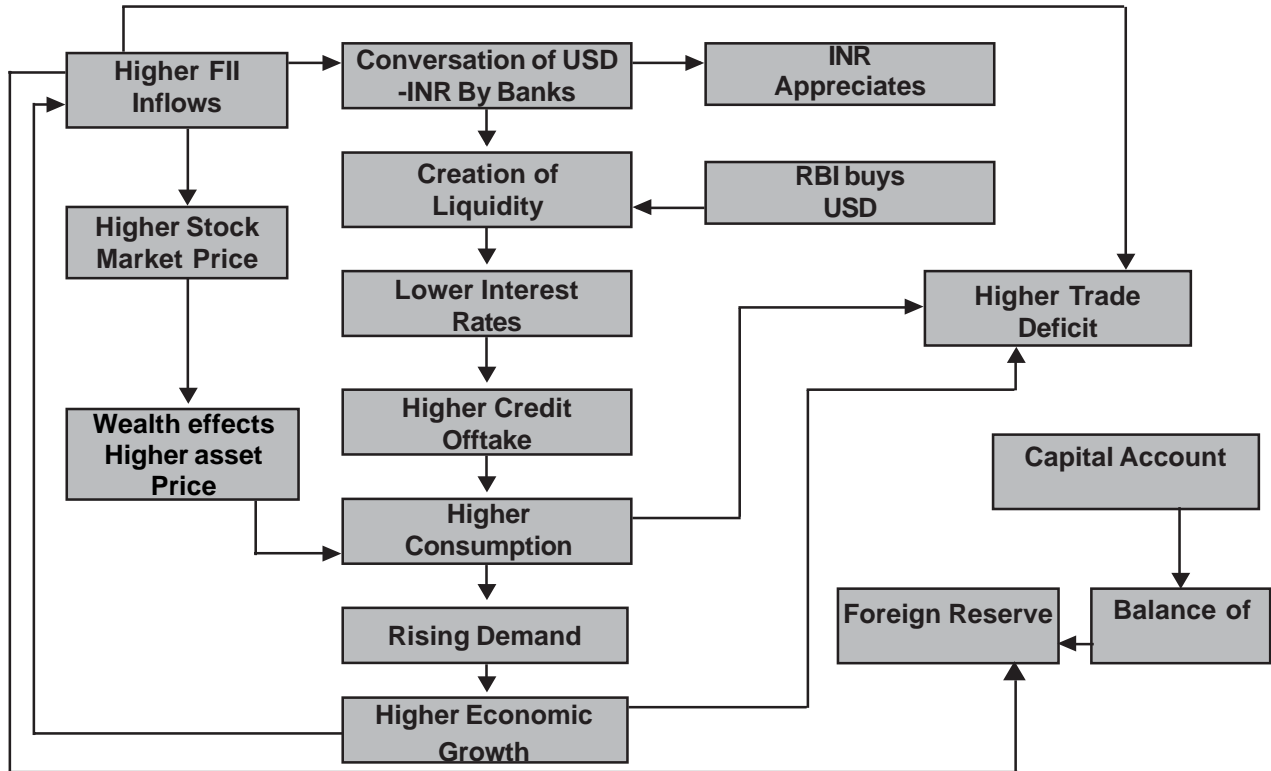 Higher FII
Inflows
Conversation of USD
-INR By Banks
INR
Appreciates
Creation of
Liquidity
RBI buys
USD
Higher Stock
Market Price
Lower Interest
Rates
Higher Trade
Deficit
Higher Credit
Offtake
Wealth effects
Higher asset
Price
Capital Account
Higher
Consumption
Foreign Reserve
Balance of
Rising Demand
Higher Economic
Growth